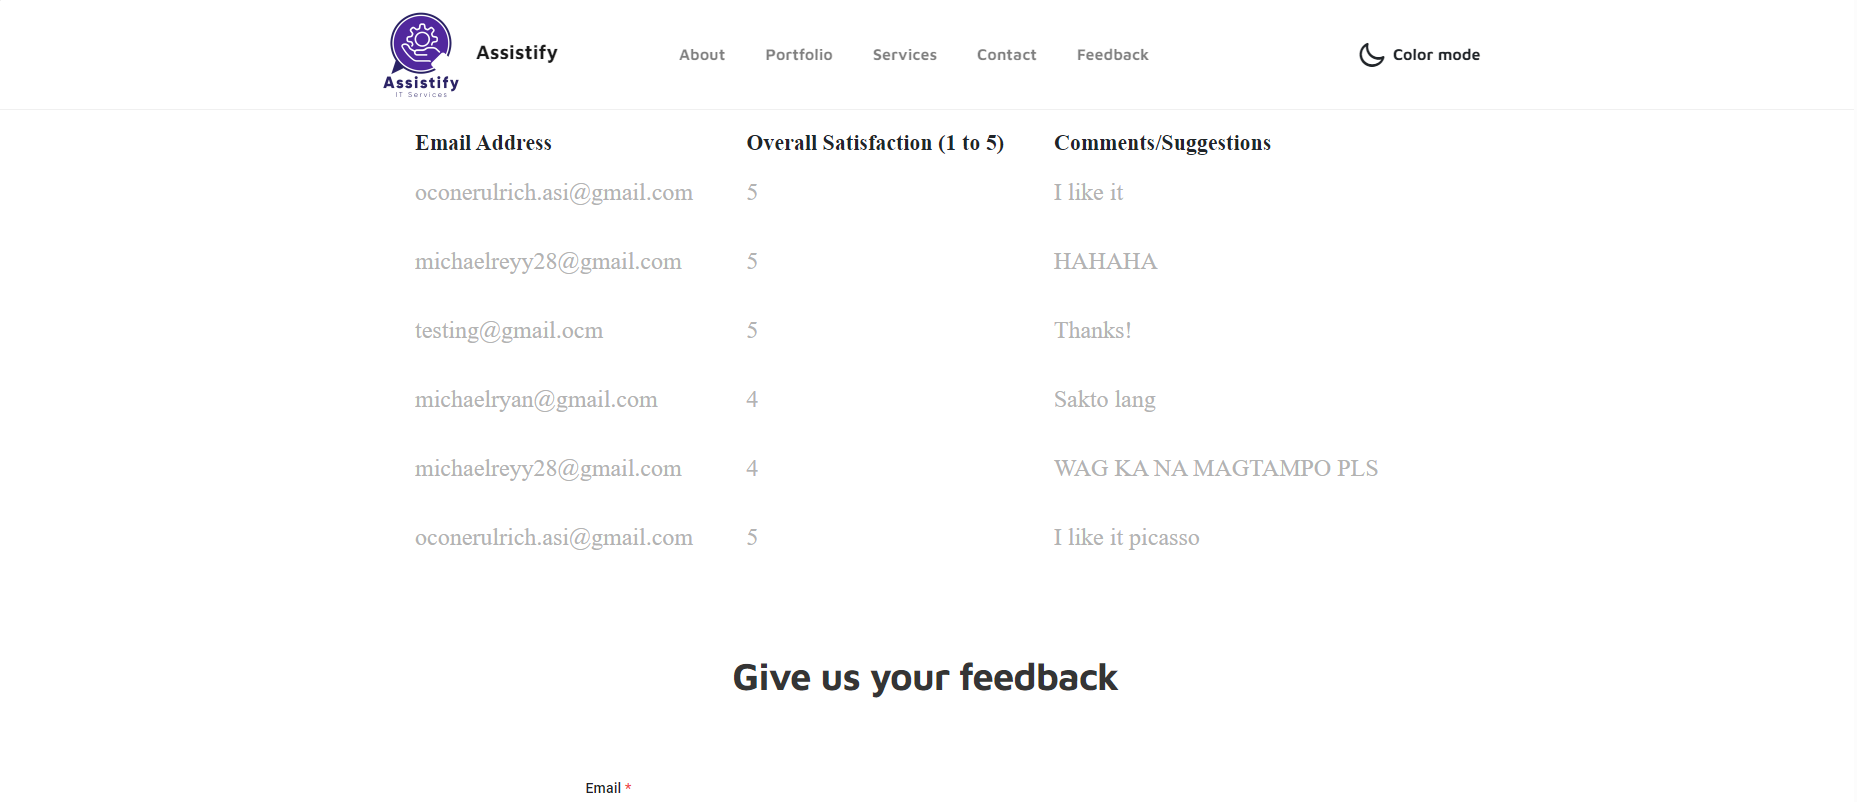 Assistify
IT Services
Assistify
About Portfolio Services Contact Feedback
Color mode
Email Address Overall Satisfaction (1 to 5) Comments/Suggestions
oconerulrich.asi@gmail.com 5 I like it
michaelreyy28@gmail.com 5 HAHAHA
testing@gmail.ocm 5 Thanks!
michaelryan@gmail.com 4 Sakto lang
michaelreyy28@gmail.com 4 WAG KA NA MAGTAMPO PLS
oconerulrich.asi@gmail.com 5 I like it picasso
Give us your feedback
Email *